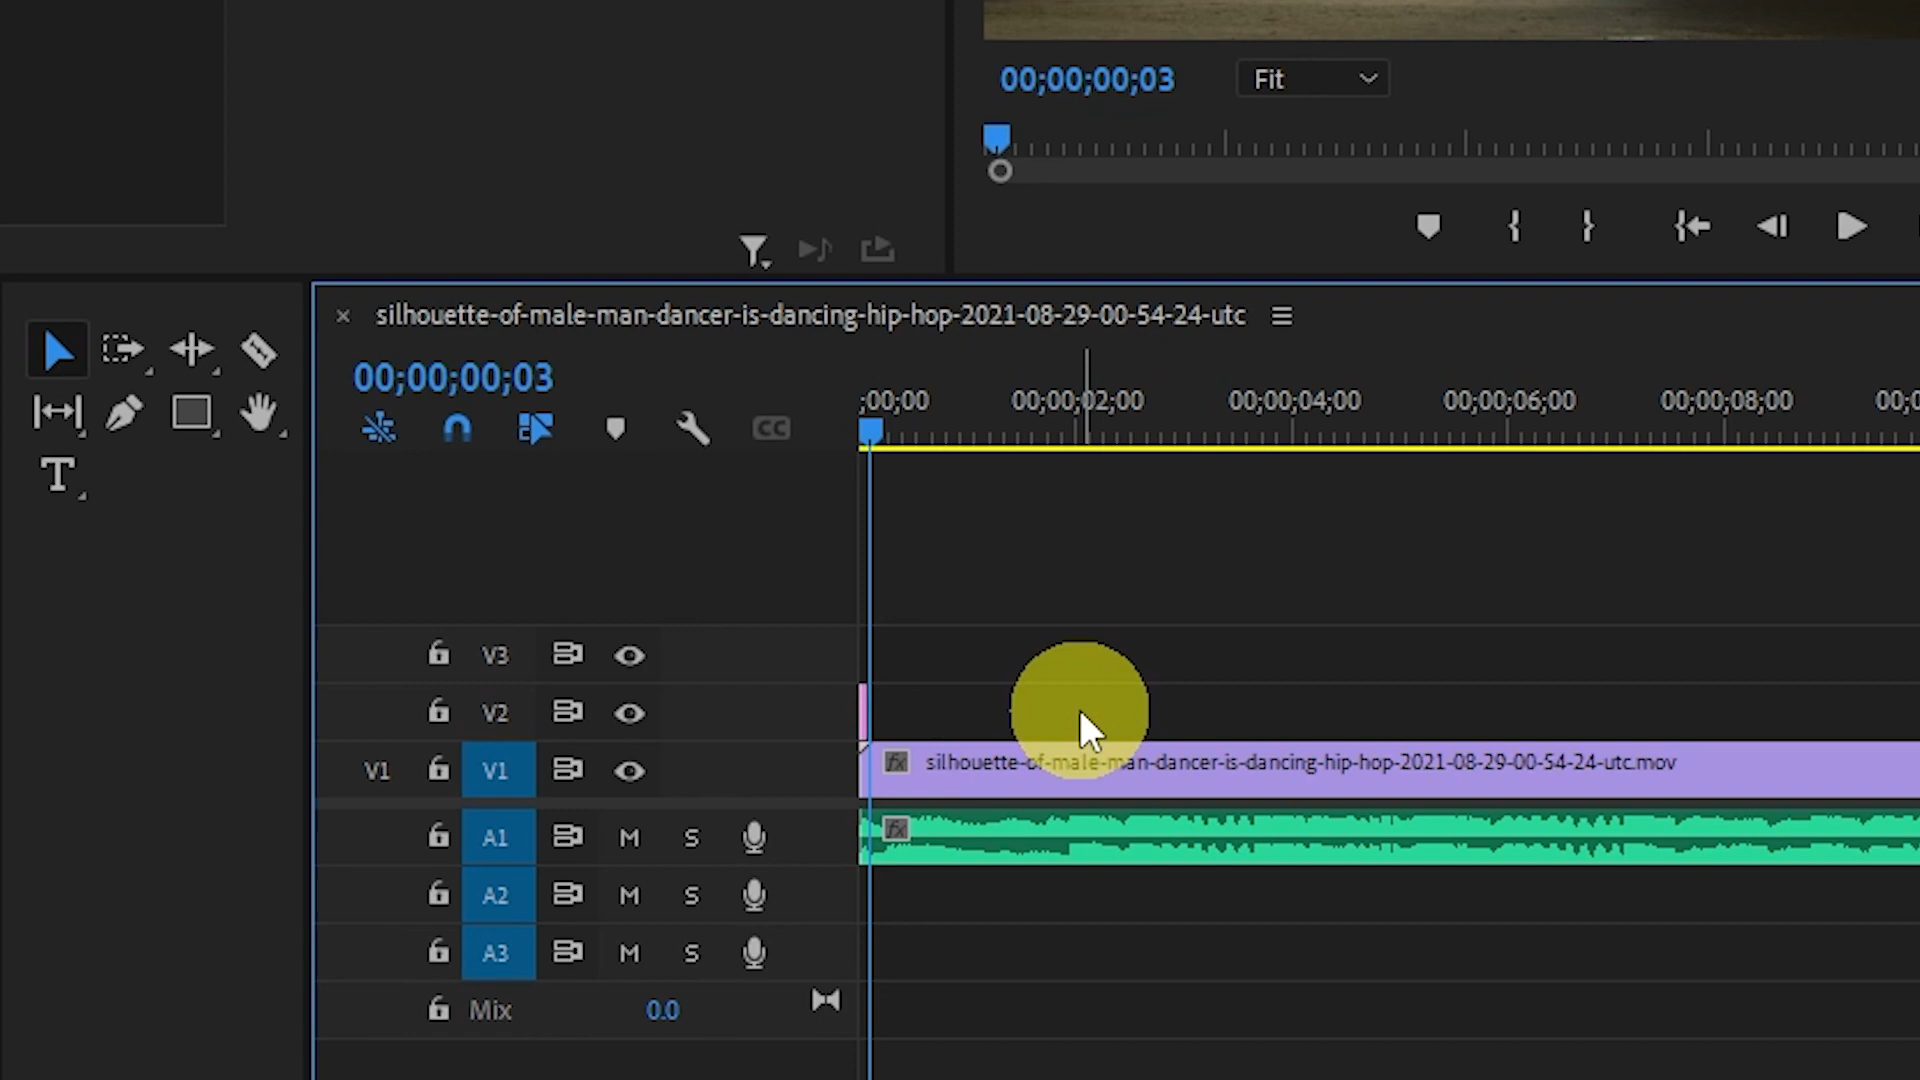 00;00;00;03
Fit
silhouette-of-male-man-dancer-is-dancing-hip-hop-2021-08-29-00-54-24-utc
00;00;00;03
;00;00
00;00;02;00
00;00;04;00
00;00;06;00
00;00;08;00
00;0
CC
V3
V2
V1
V1
fx
silhouette-of-male-man-dancer-is-dancing-hip-hop-2021-08-29-00-54-24-utc.mov
A1
M
S
fx
A2
M
S
A3
M
S
Mix
0.0